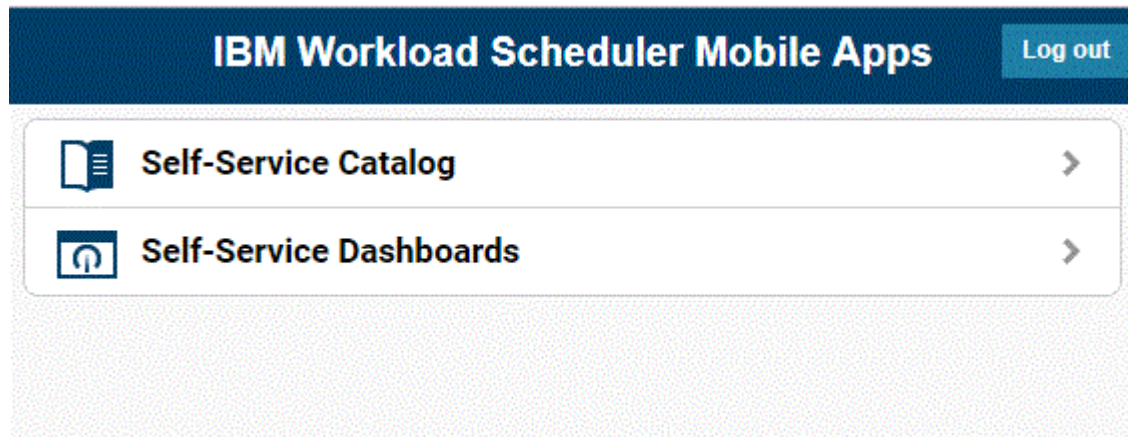 IBM Workload Scheduler Mobile Apps
Log out
Self-Service Catalog
Self-Service Dashboards